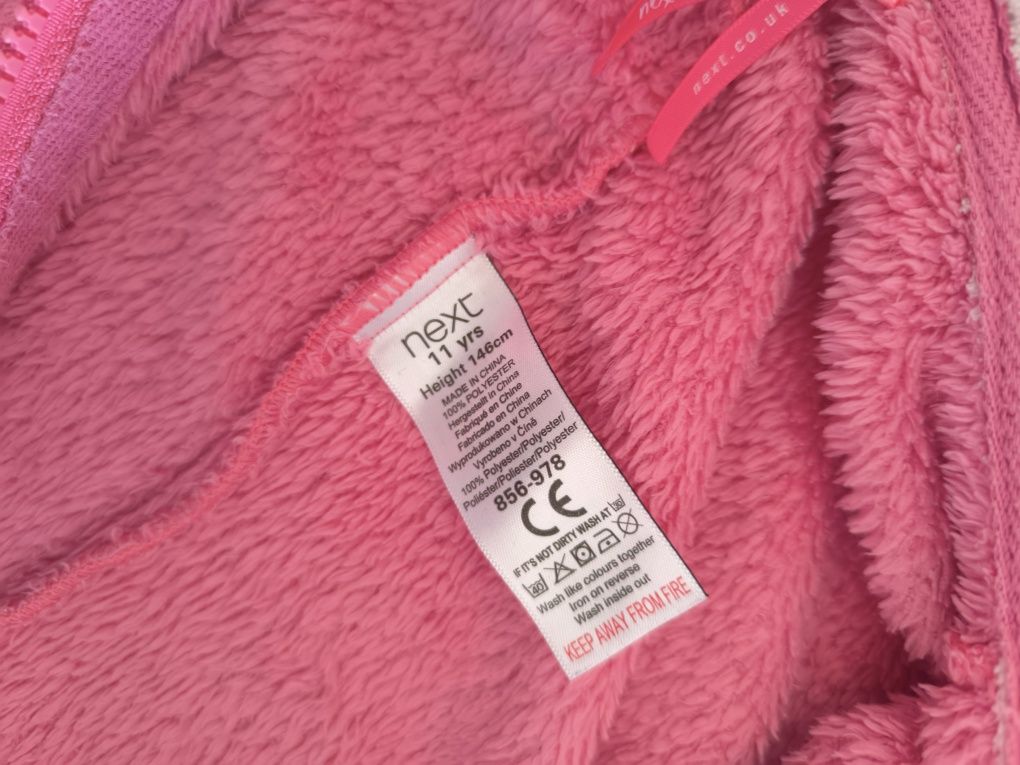 next.co.uk
next
11 yrs
Height 146cm
MADE IN CHINA
100% POLYESTER
Hergestellt in China
Fabriqué en Chine
Fabricado en China
Wyprodukowano w Chinach
Vyrobeno v Číně
100% Polyester/Polyester/
Poliéster/Poliester/Polyester
856-978
CE
IF IT'S NOT DIRTY WASH AT 30
40
Wash like colours together
Iron on reverse
Wash inside out
KEEP AWAY FROM FIRE